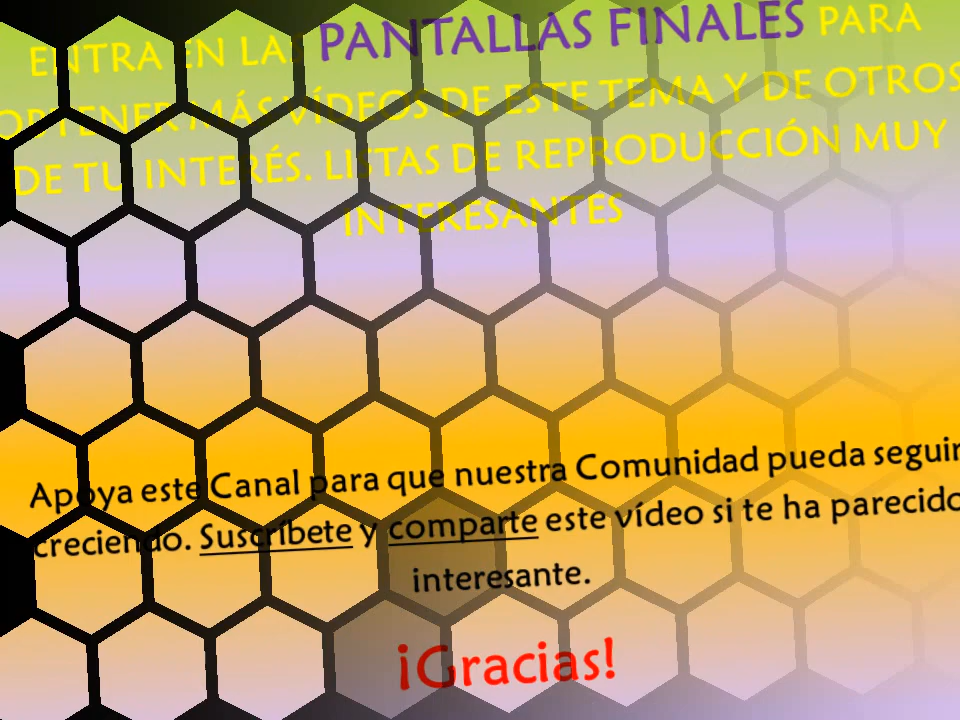 ENTRA EN LAS PANTALLAS FINALES PARA
OBTENER MÁS VÍDEOS DE ESTE TEMA Y DE OTROS
DE TU INTERÉS. LISTAS DE REPRODUCCIÓN MUY
INTERESANTES
Apoya este Canal para que nuestra Comunidad pueda seguir
creciendo. Suscríbete y comparte este vídeo si te ha parecido
interesante.
¡Gracias!